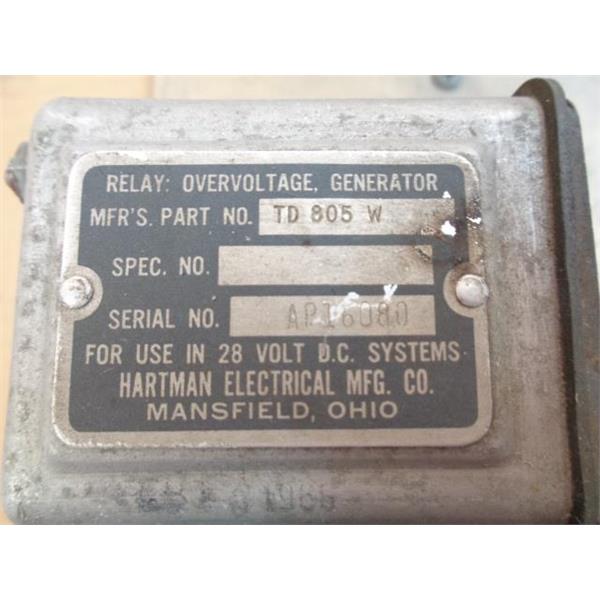 RELAY: OVERVOLTAGE, GENERATOR
MFR'S. PART NO. TD 805 W
SPEC. NO.
SERIAL NO.
FOR USE IN 28 VOLT D.C. SYSTEMS
HARTMAN ELECTRICAL MFG. CO.
MANSFIELD, OHIO